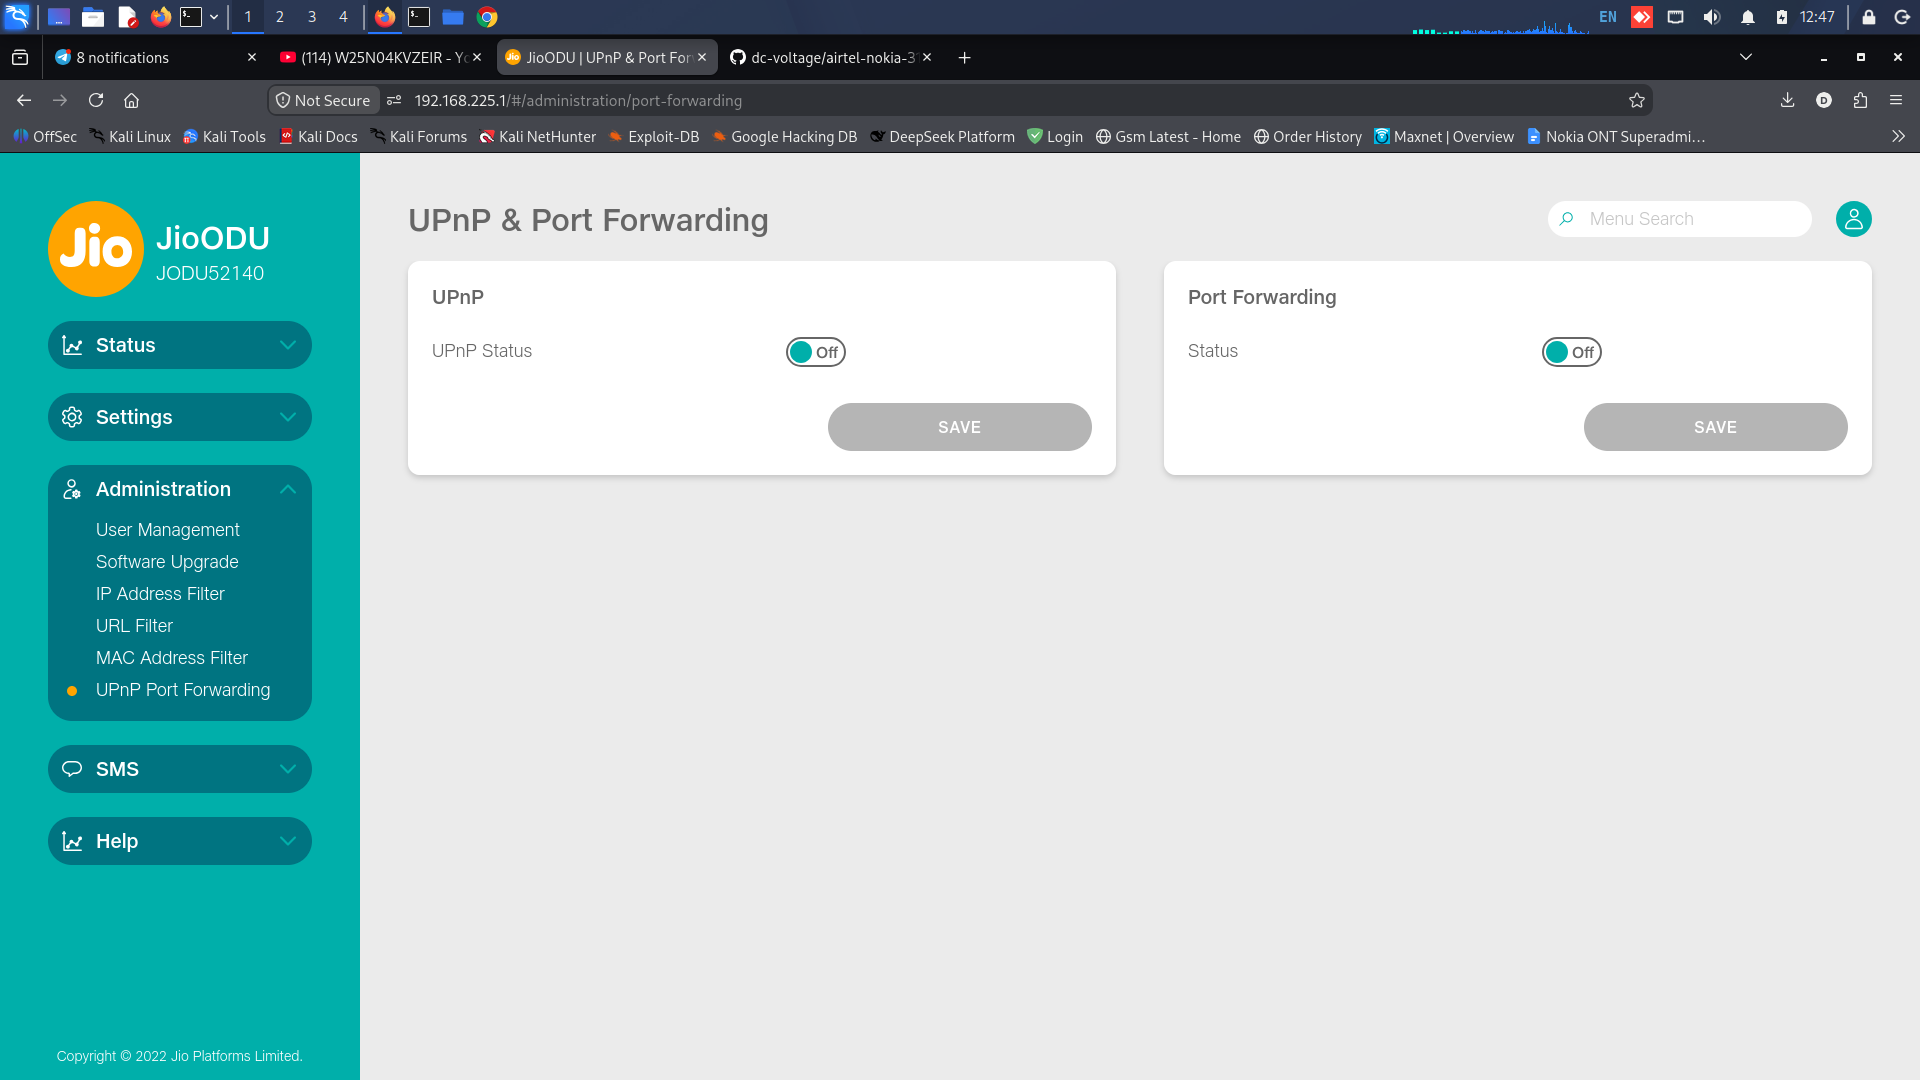 1
2
3
4
EN
12:47
8 notifications
(114) W25N04KVZEIR - Yo
JioODU | UPnP & Port For
dc-voltage/airtel-nokia-3
Not Secure
192.168.225.1/#/administration/port-forwarding
D
OffSec
Kali Linux
Kali Tools
Kali Docs
Kali Forums
Kali NetHunter
Exploit-DB
Google Hacking DB
DeepSeek Platform
Login
Gsm Latest - Home
Order History
Maxnet | Overview
Nokia ONT Superadmi…
Jio
JioODU
JODU52140
Status
Settings
Administration
User Management
Software Upgrade
IP Address Filter
URL Filter
MAC Address Filter
UPnP Port Forwarding
SMS
Help
Copyright © 2022 Jio Platforms Limited.
UPnP & Port Forwarding
Menu Search
UPnP
UPnP Status
Off
SAVE
Port Forwarding
Status
Off
SAVE